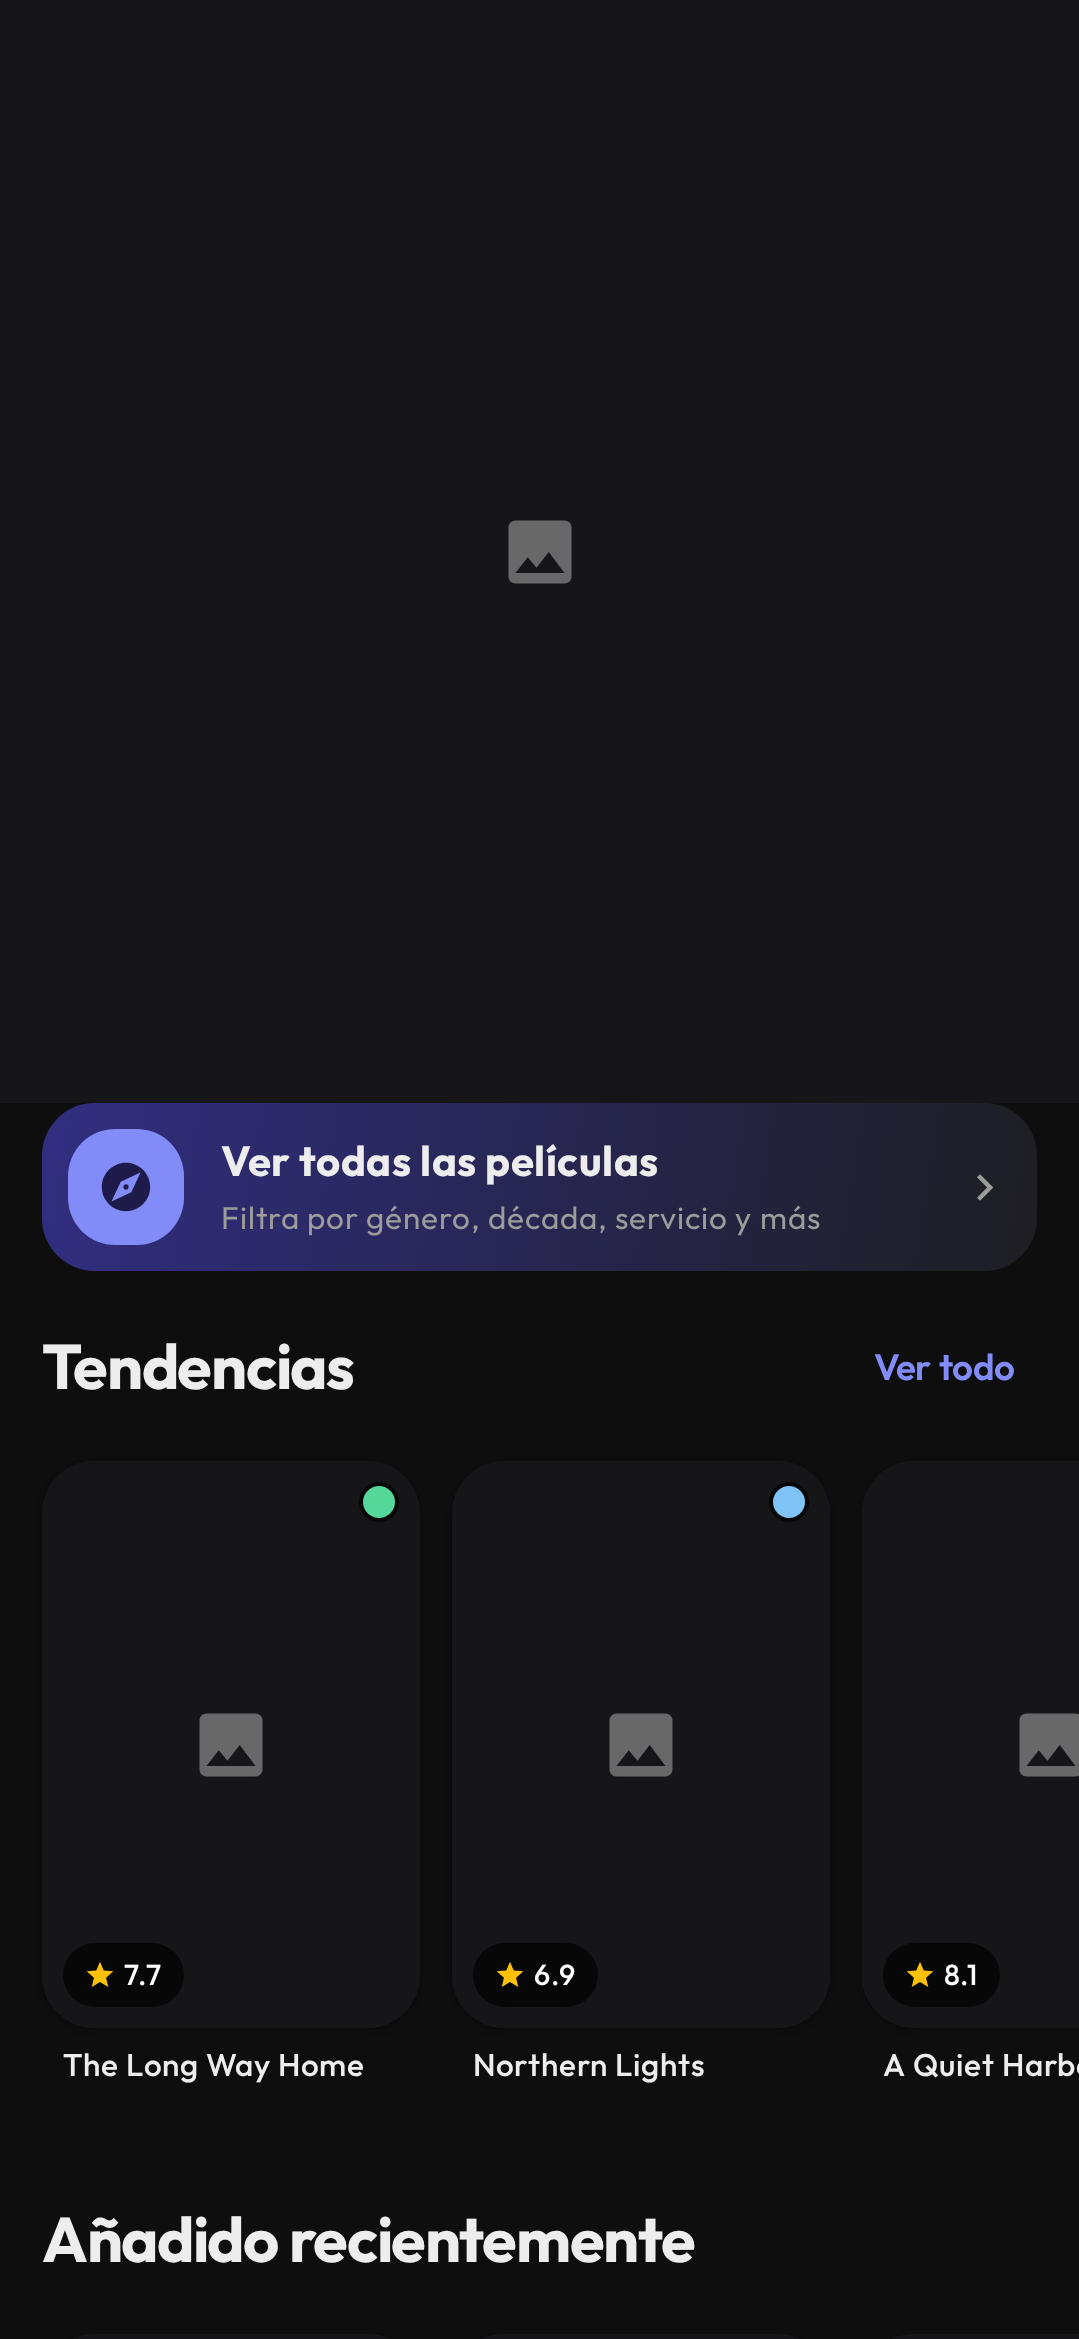 Ver todas las películas
Filtra por género, década, servicio y más
Tendencias
Ver todo
7.7
6.9
8.1
The Long Way Home
Northern Lights
A Quiet
Añadido recientemente